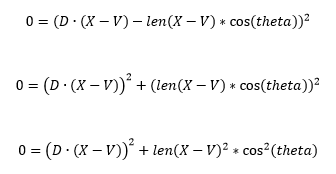 0 = (D · (X − V) − len(X − V) ∗ cos(theta))²
0 = (D · (X − V))² + (len(X − V) ∗ cos(theta))²
0 = (D · (X − V))² + len(X − V)² ∗ cos²(theta)